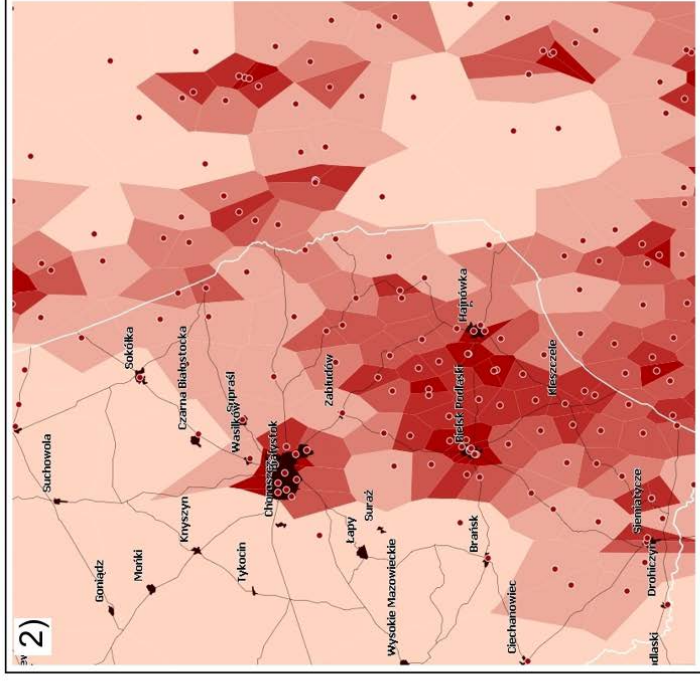 2)
Suchowola
Goniądz
Sokółka
Mońki
Knyszyn
Czarna Białostocka
Supraśl
Wasilków
Tykocin
Choroszcz
Białystok
Zabłudów
Łapy
Suraż
Wysokie Mazowieckie
Bielsk Podlaski
Hajnówka
Brańsk
Ciechanowiec
Kleszczele
Siemiatycze
dlaski
Drohiczyn